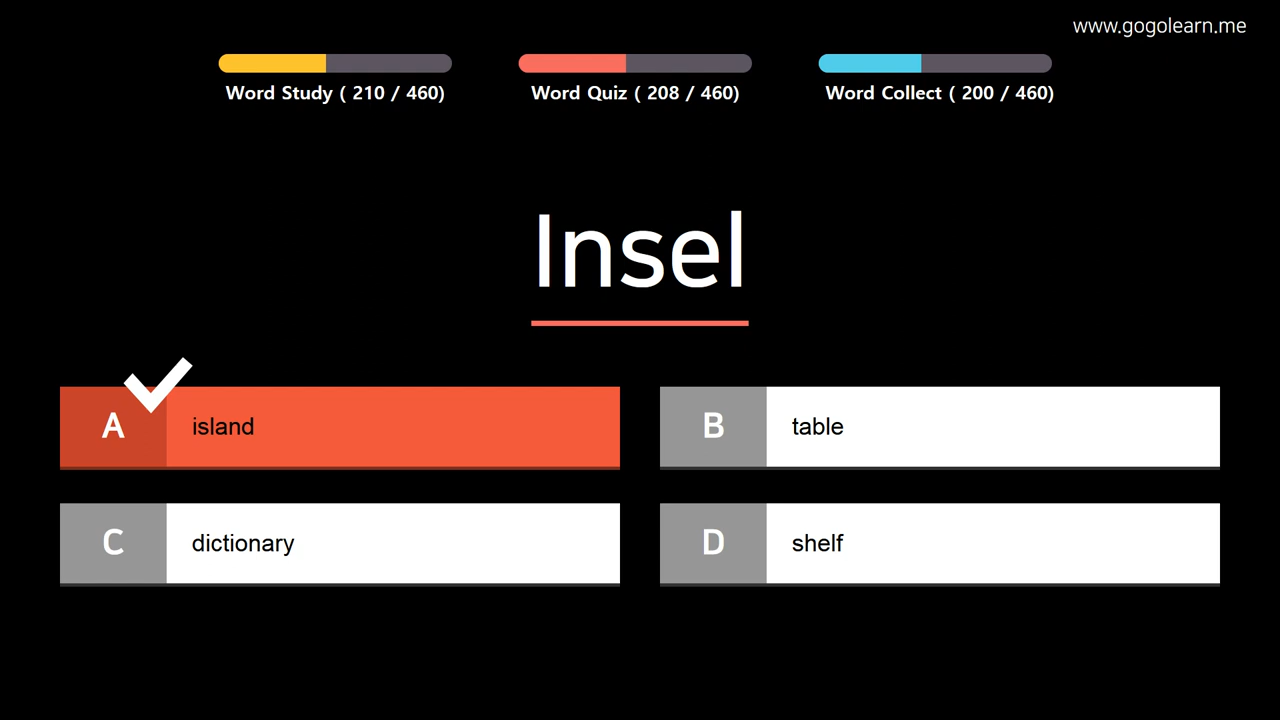 www.gogolearn.me
Word Study ( 210 / 460)
Word Quiz ( 208 / 460)
Word Collect ( 200 / 460)
Insel
A island
B table
C dictionary
D shelf